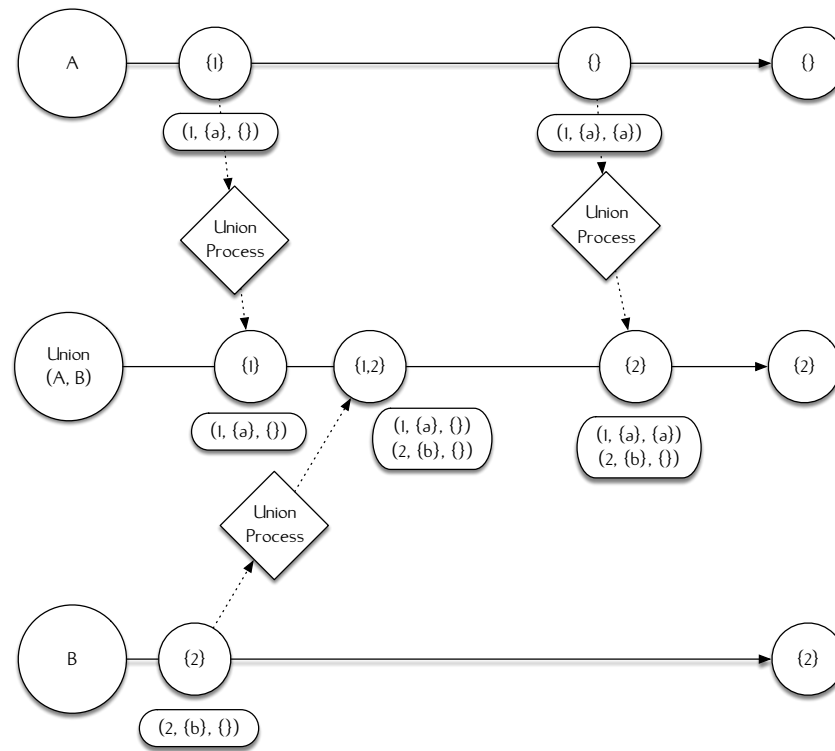 A
{1}
{}
{}
(1, {a}, {})
(1, {a}, {a})
Union
Process
Union
Process
Union
(A, B)
{1}
{1,2}
{2}
{2}
(1, {a}, {})
(1, {a}, {})
(2, {b}, {})
(1, {a}, {a})
(2, {b}, {})
Union
Process
B
{2}
{2}
(2, {b}, {})